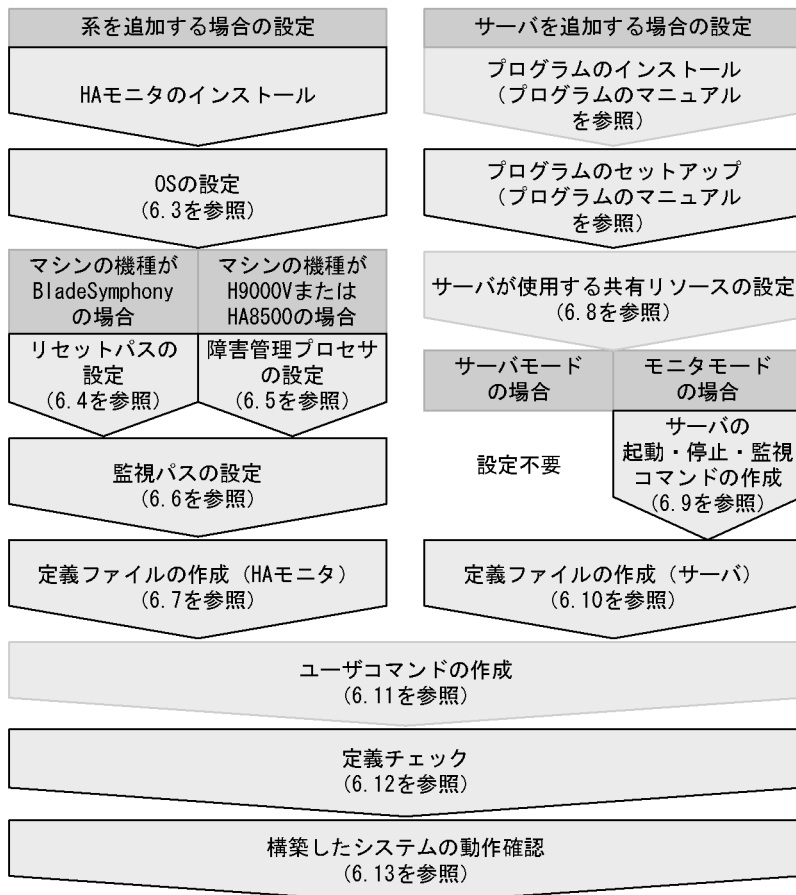 系を追加する場合の設定
HAモニタのインストール
OSの設定
(6.3を参照)
マシンの機種が
BladeSymphony
の場合
マシンの機種が
H9000Vまたは
HA8500の場合
リセットパスの
設定
(6.4を参照)
障害管理プロセサ
の設定
(6.5を参照)
監視パスの設定
(6.6を参照)
定義ファイルの作成（HAモニタ）
(6.7を参照)
サーバを追加する場合の設定
プログラムのインストール
（プログラムのマニュアル
を参照）
プログラムのセットアップ
（プログラムのマニュアル
を参照）
サーバが使用する共有リソースの設定
(6.8を参照)
サーバモード
の場合
モニタモード
の場合
設定不要
サーバの
起動・停止・監視
コマンドの作成
(6.9を参照)
定義ファイルの作成（サーバ）
(6.10を参照)
ユーザコマンドの作成
(6.11を参照)
定義チェック
(6.12を参照)
構築したシステムの動作確認
(6.13を参照)